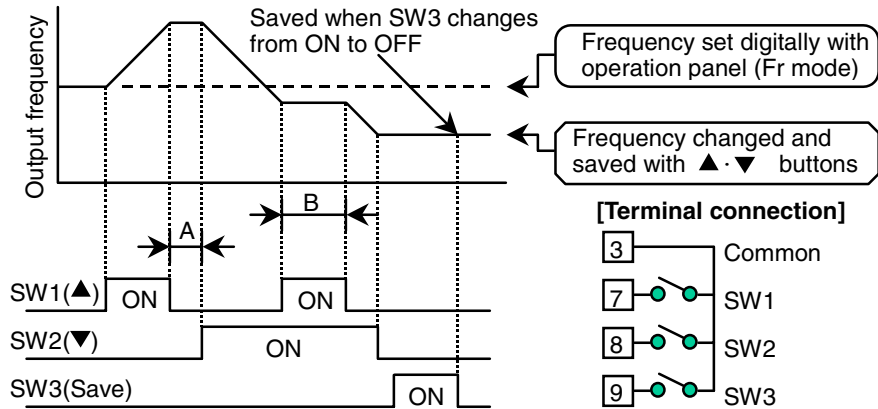 Saved when SW3 changes
from ON to OFF
Frequency set digitally with
operation panel (Fr mode)
Output frequency
Frequency changed and
saved with ▲·▼ buttons
A
B
[Terminal connection]
3
Common
SW1(▲)
ON
ON
7
SW1
SW2(▼)
ON
8
SW2
SW3(Save)
ON
9
SW3